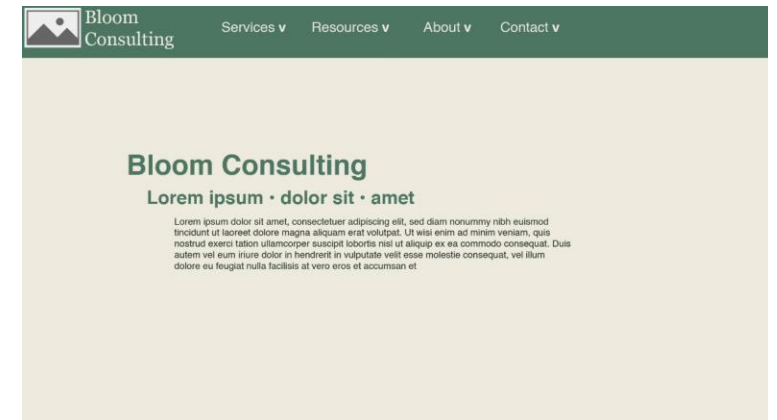 Bloom
Consulting
Services v Resources v About v Contact v
Bloom Consulting
Lorem ipsum • dolor sit • amet
Lorem ipsum dolor sit amet, consectetuer adipiscing elit, sed diam nonummy nibh euismod
tincidunt ut laoreet dolore magna aliquam erat volutpat. Ut wisi enim ad minim veniam, quis
nostrud exerci tation ullamcorper suscipit lobortis nisl ut aliquip ex ea commodo consequat. Duis
autem vel eum iriure dolor in hendrerit in vulputate velit esse molestie consequat, vel illum
dolore eu feugiat nulla facilisis at vero eros et accumsan et